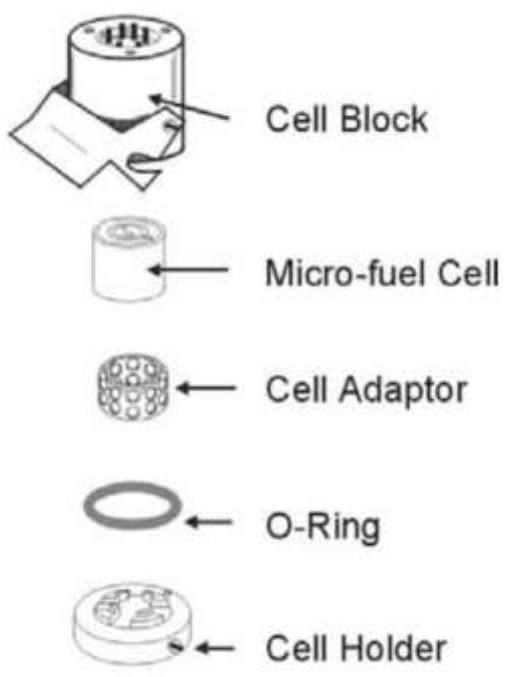 Cell Block
Micro-fuel Cell
Cell Adaptor
O-Ring
Cell Holder